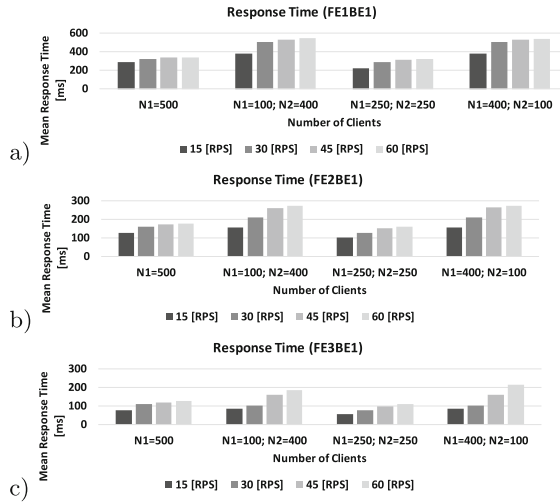 Response Time (FE1BE1)
Mean Response Time
[ms]
600
400
200
0
N1=500 N1=100; N2=400 N1=250; N2=250 N1=400; N2=100
Number of Clients
15 [RPS] 30 [RPS] 45 [RPS] 60 [RPS]
a)
Response Time (FE2BE1)
Mean Response Time
[ms]
300
200
100
0
N1=500 N1=100; N2=400 N1=250; N2=250 N1=400; N2=100
Number of Clients
15 [RPS] 30 [RPS] 45 [RPS] 60 [RPS]
b)
Response Time (FE3BE1)
Mean Response Time
[ms]
300
200
100
0
N1=500 N1=100; N2=400 N1=250; N2=250 N1=400; N2=100
Number of Clients
15 [RPS] 30 [RPS] 45 [RPS] 60 [RPS]
c)